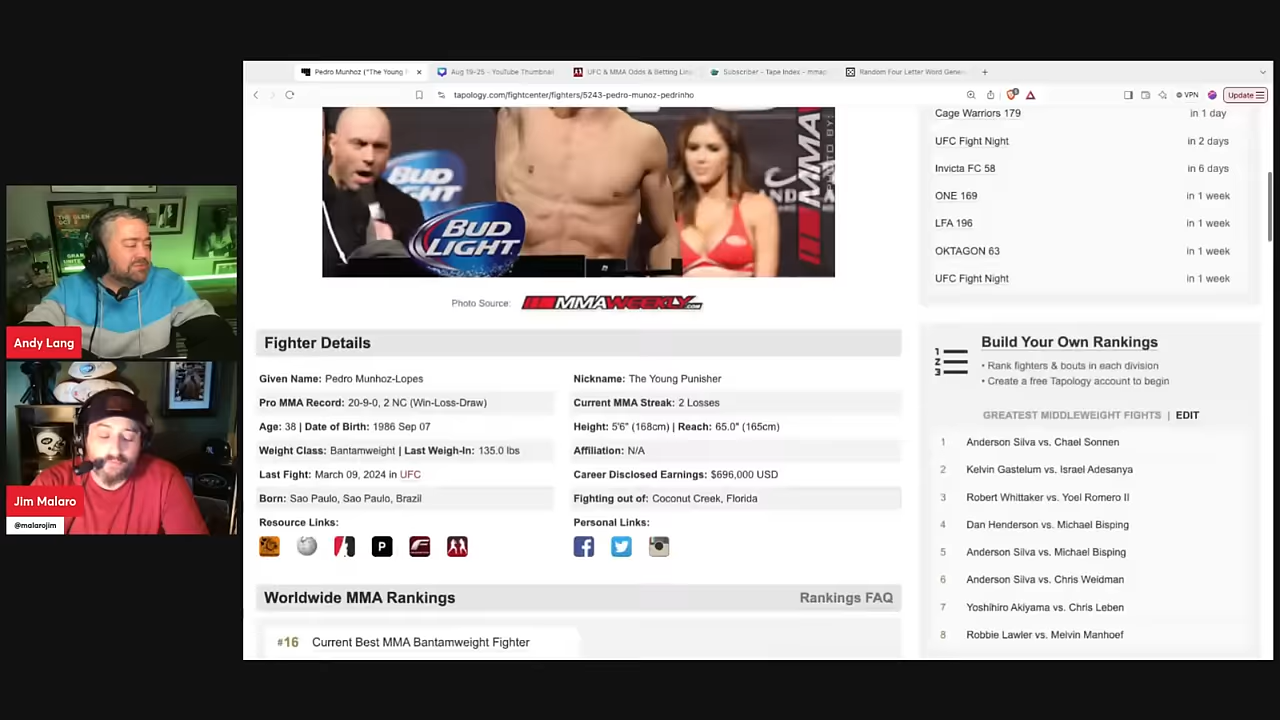 Pedro Munhoz ("The Young P
Aug 19-25 - YouTube Thumbnail
UFC & MMA Odds & Betting Lin
Subscriber - Tape Index - mmap
Random Four Letter Word Gene
tapology.com/fightcenter/fighters/5243-pedro-munoz-pedrinho
VPN
Update
BUD LIGHT
BUD LIGHT
MMA
PHOTO BY:
Photo Source: MMAWEEKLY.COM
Fighter Details
Given Name: Pedro Munhoz-Lopes
Nickname: The Young Punisher
Pro MMA Record: 20-9-0, 2 NC (Win-Loss-Draw)
Current MMA Streak: 2 Losses
Age: 38 | Date of Birth: 1986 Sep 07
Height: 5'6" (168cm) | Reach: 65.0" (165cm)
Weight Class: Bantamweight | Last Weigh-In: 135.0 lbs
Affiliation: N/A
Last Fight: March 09, 2024 in UFC
Career Disclosed Earnings: $696,000 USD
Born: Sao Paulo, Sao Paulo, Brazil
Fighting out of: Coconut Creek, Florida
Resource Links:
Personal Links:
Worldwide MMA Rankings
Rankings FAQ
#16 Current Best MMA Bantamweight Fighter
Cage Warriors 179 in 1 day
UFC Fight Night in 2 days
Invicta FC 58 in 6 days
ONE 169 in 1 week
LFA 196 in 1 week
OKTAGON 63 in 1 week
UFC Fight Night in 1 week
Build Your Own Rankings
• Rank fighters & bouts in each division
• Create a free Tapology account to begin
GREATEST MIDDLEWEIGHT FIGHTS | EDIT
1 Anderson Silva vs. Chael Sonnen
2 Kelvin Gastelum vs. Israel Adesanya
3 Robert Whittaker vs. Yoel Romero II
4 Dan Henderson vs. Michael Bisping
5 Anderson Silva vs. Michael Bisping
6 Anderson Silva vs. Chris Weidman
7 Yoshihiro Akiyama vs. Chris Leben
8 Robbie Lawler vs. Melvin Manhoef
Andy Lang
Jim Malaro
@malarojim